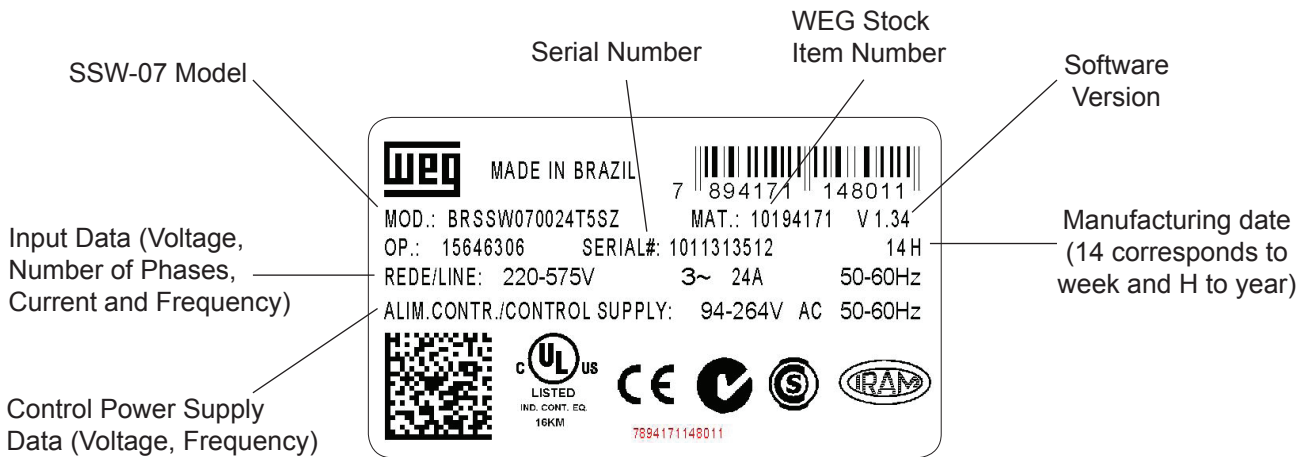 WEG Stock
Item Number
Serial Number
Software
Version
SSW-07 Model
weg
MADE IN BRAZIL
7 894171 148011
MOD.: BRSSW070024T5SZ MAT.: 10194171 V 1.34
OP.: 15646306 SERIAL#: 1011313512 14H
REDE/LINE: 220-575V 3~ 24A 50-60Hz
ALIM.CONTR./CONTROL SUPPLY: 94-264V AC 50-60Hz
Input Data (Voltage,
Number of Phases,
Current and Frequency)
Manufacturing date
(14 corresponds to
week and H to year)
C UL US
LISTED
IND. CONT. EQ.
16KM
CE
S
IRAM
7894171148011
Control Power Supply
Data (Voltage, Frequency)